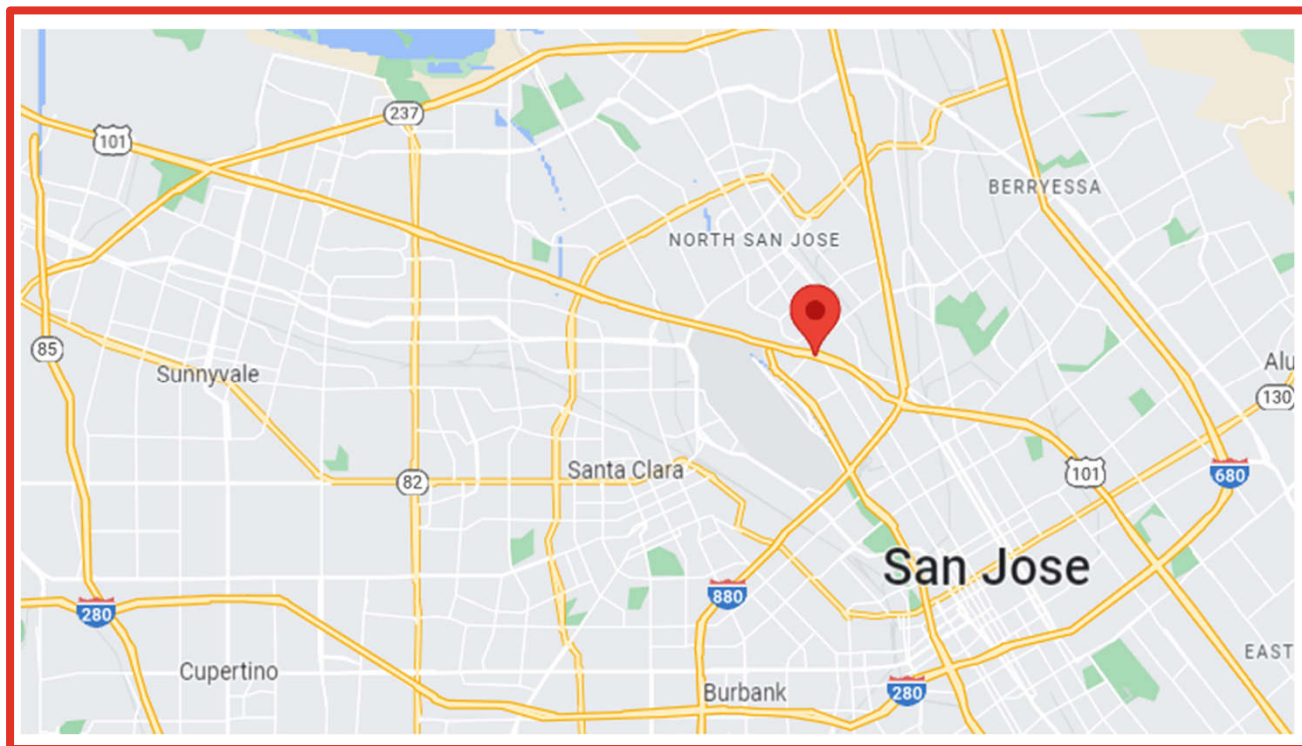 237
101
BERRYESSA
NORTH SAN JOSE
85
Sunnyvale
Alu
130
Santa Clara
82
101
680
San Jose
880
280
EAST
Cupertino
Burbank
280